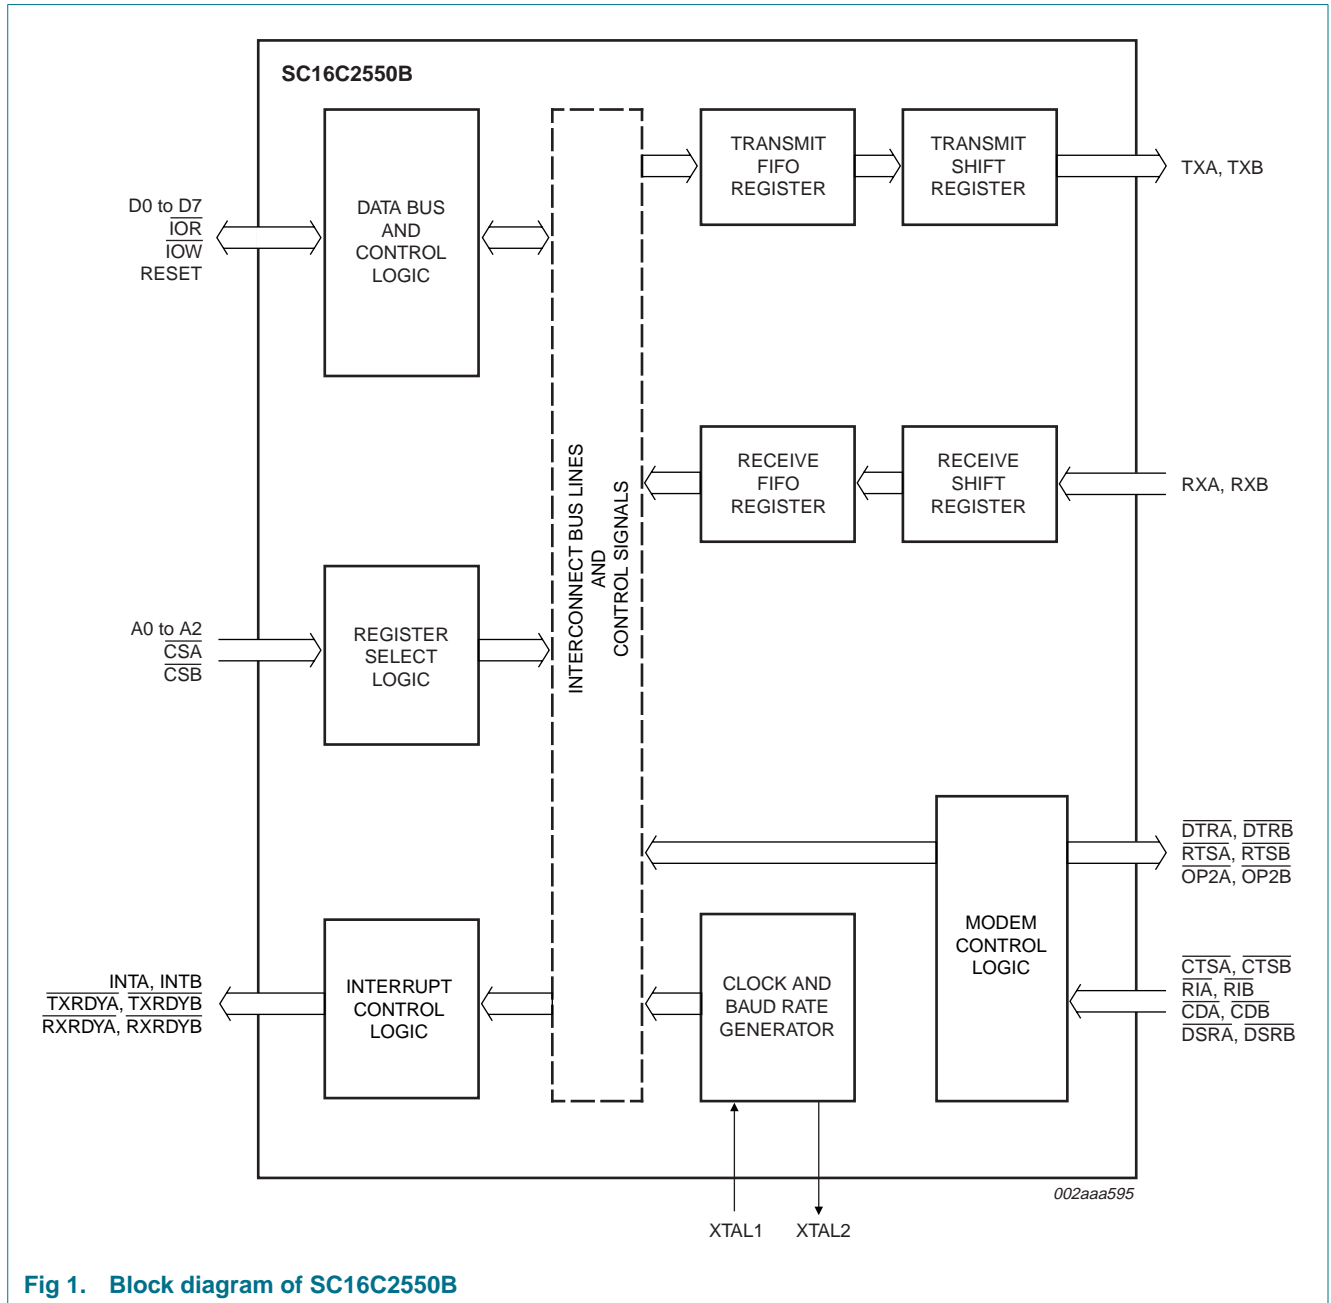 SC16C2550B
D0 to D7
IOR
IOW
RESET
DATA BUS
AND
CONTROL
LOGIC
TRANSMIT
FIFO
REGISTER
TRANSMIT
SHIFT
REGISTER
TXA, TXB
INTERCONNECT BUS LINES
AND
CONTROL SIGNALS
RECEIVE
FIFO
REGISTER
RECEIVE
SHIFT
REGISTER
RXA, RXB
A0 to A2
CSA
CSB
REGISTER
SELECT
LOGIC
DTRA, DTRB
RTSA, RTSB
OP2A, OP2B
MODEM
CONTROL
LOGIC
CTSA, CTSB
RIA, RIB
CDA, CDB
DSRA, DSRB
INTA, INTB
TXRDYA, TXRDYB
RXRDYA, RXRDYB
INTERRUPT
CONTROL
LOGIC
CLOCK AND
BAUD RATE
GENERATOR
XTAL1
XTAL2
002aaa595
Fig 1. Block diagram of SC16C2550B